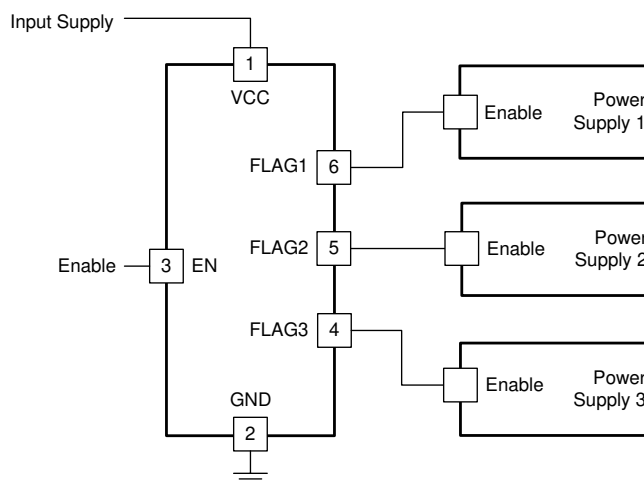 Input Supply
1
VCC
Enable
Power
Supply 1
FLAG1
6
FLAG2
5
Enable
Power
Supply 2
Enable
3
EN
FLAG3
4
Enable
Power
Supply 3
GND
2